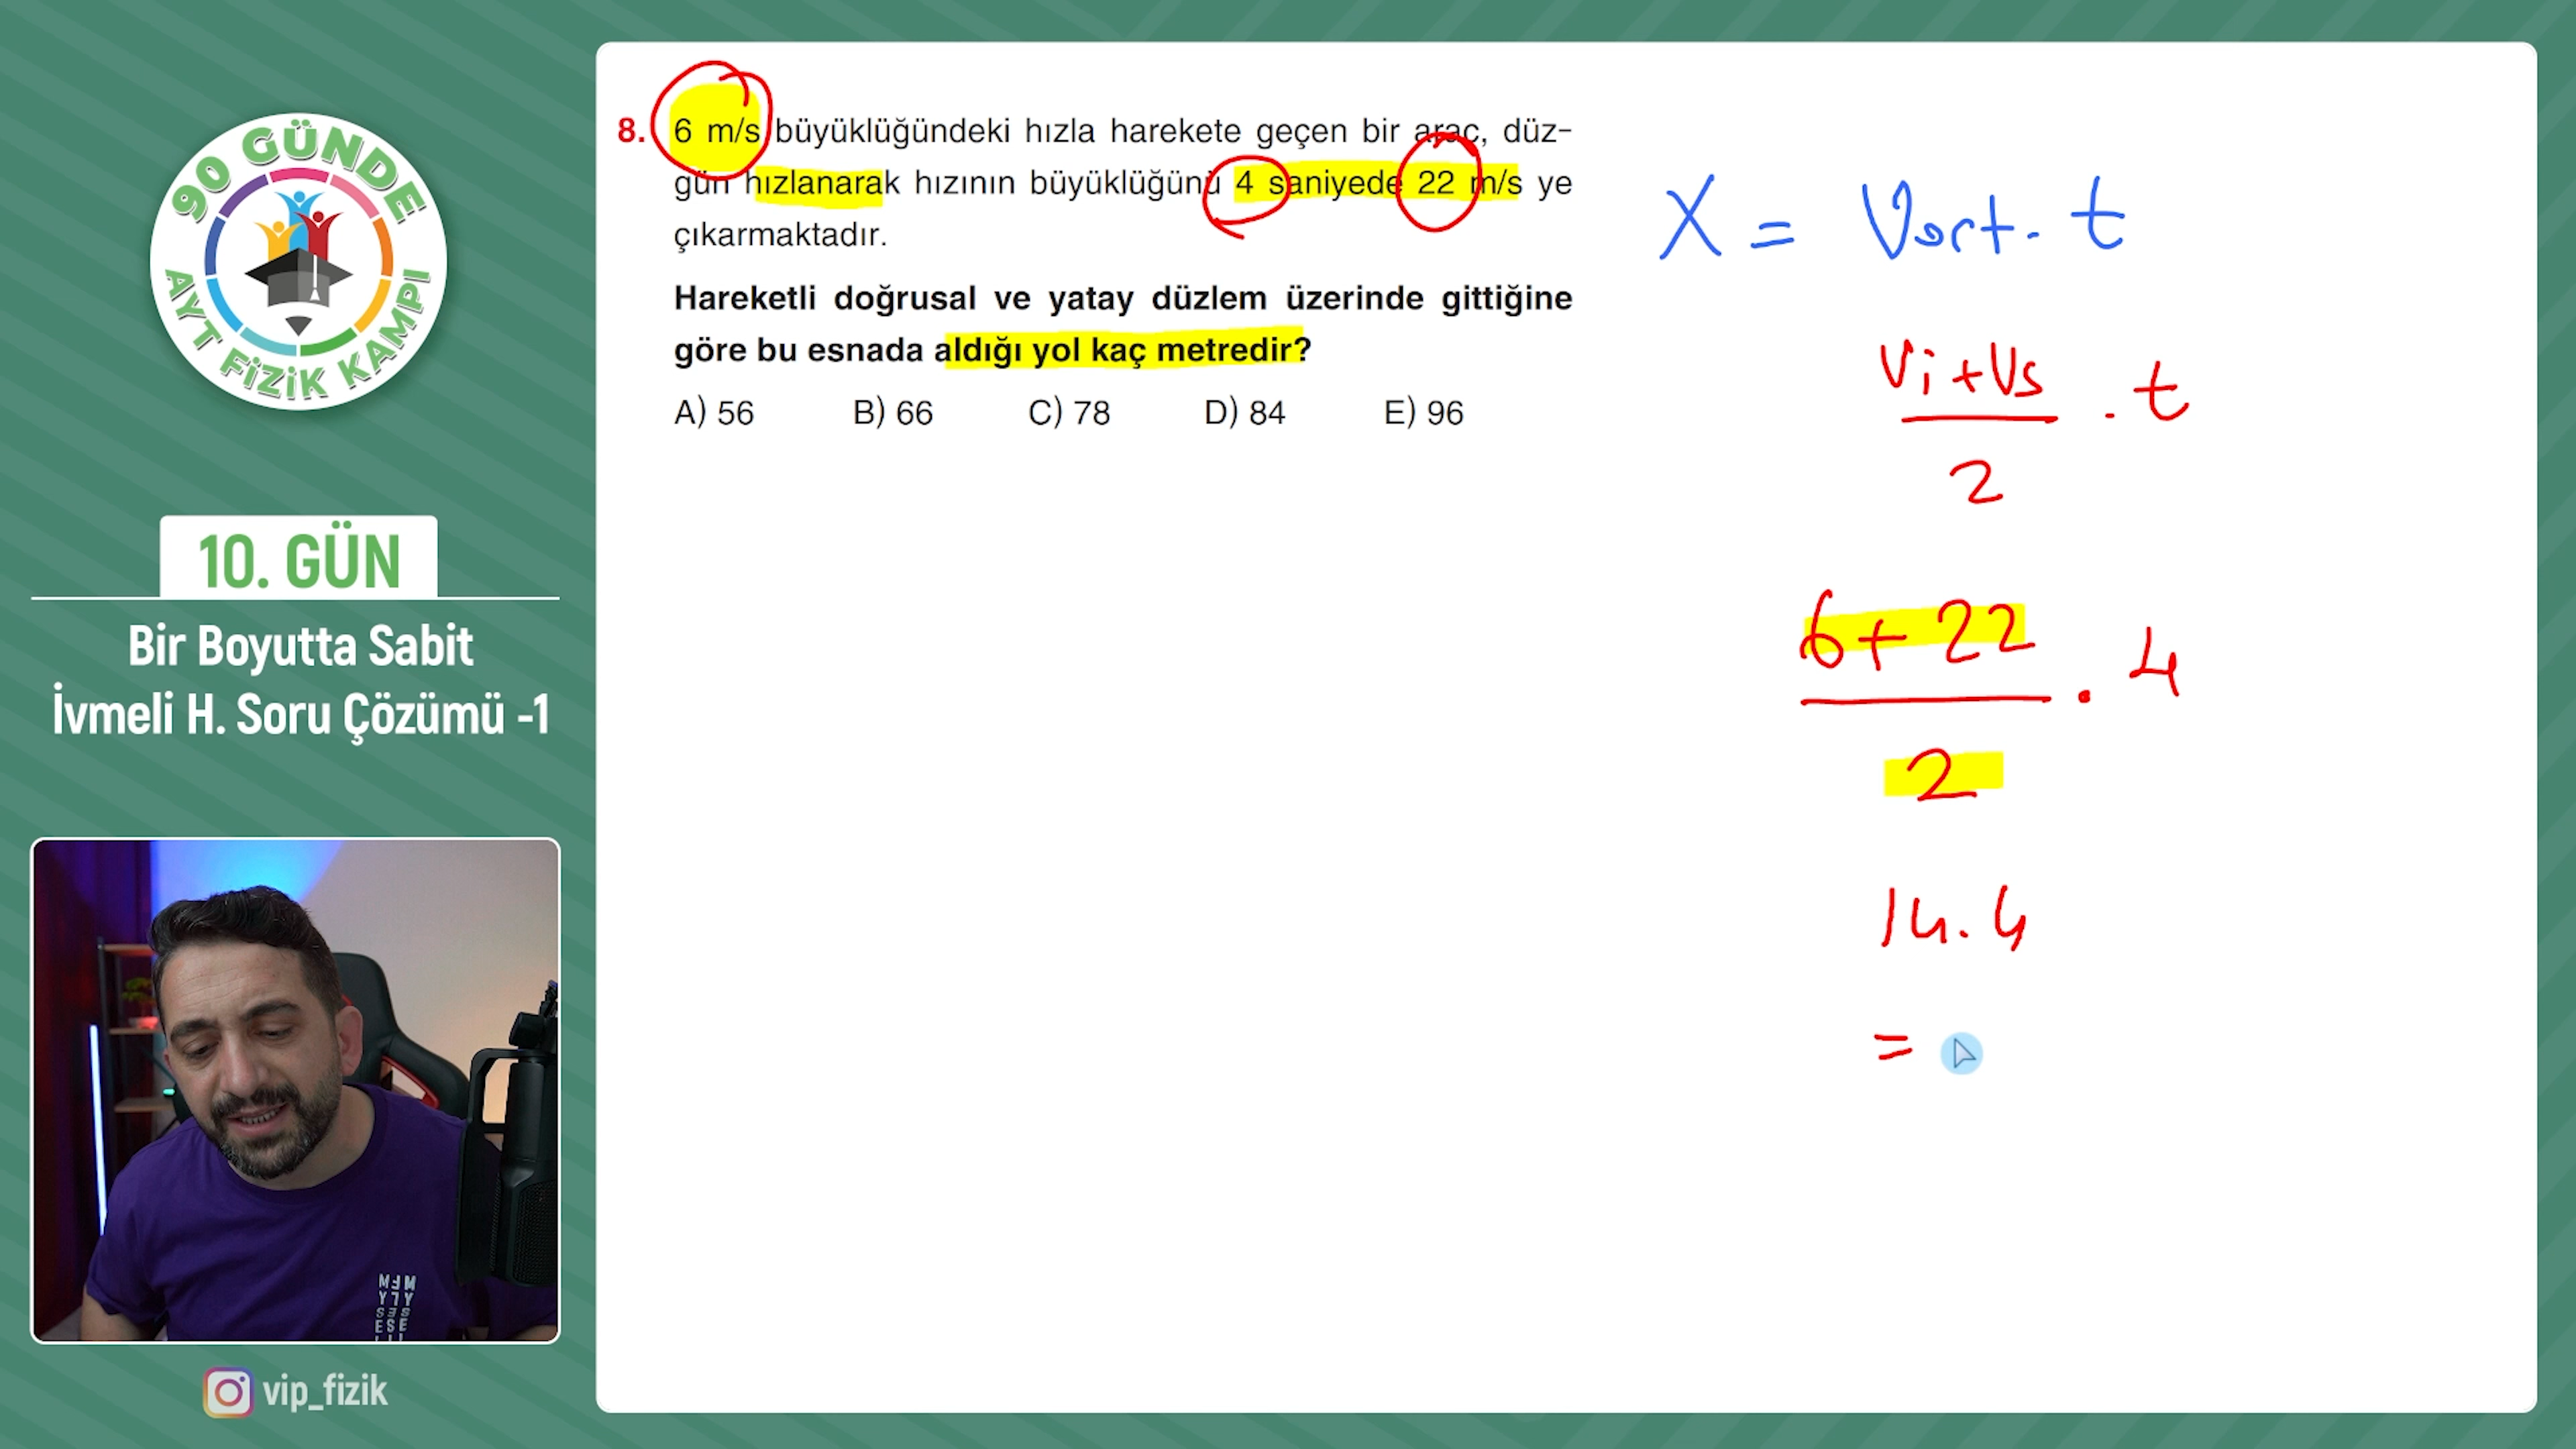 90 GÜNDE
AYT FİZİK KAMPI
10. GÜN
Bir Boyutta Sabit
İvmeli H. Soru Çözümü -1
vip_fizik
8. 6 m/s büyüklüğündeki hızla harekete geçen bir araç, düz-
gün hızlanarak hızının büyüklüğünü 4 saniyede 22 m/s ye
çıkarmaktadır.
Hareketli doğrusal ve yatay düzlem üzerinde gittiğine
göre bu esnada aldığı yol kaç metredir?
A) 56 B) 66 C) 78 D) 84 E) 96
X = Vort. t
Vi+Vs . t
2
6+ 22 . 4
2
14.4
=